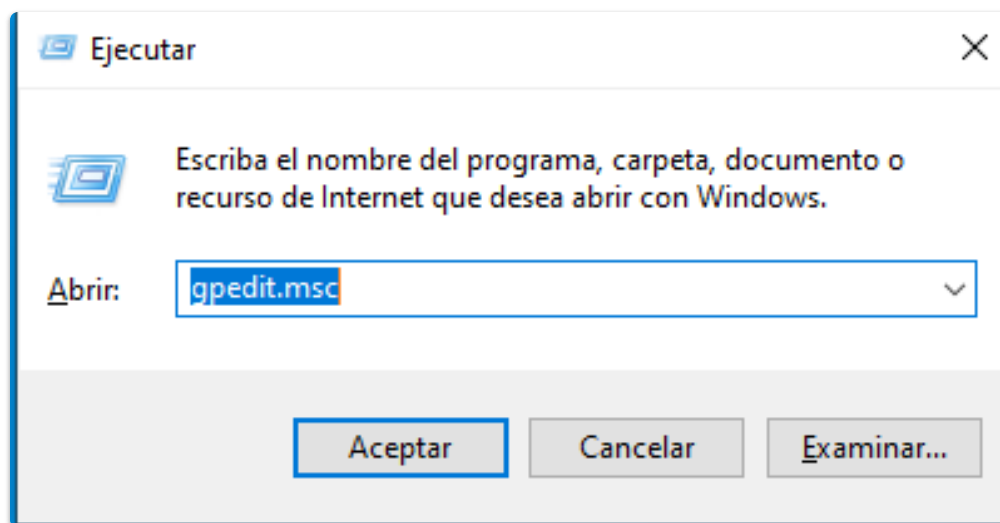 Ejecutar
Escriba el nombre del programa, carpeta, documento o
recurso de Internet que desea abrir con Windows.
Abrir:
gpedit.msc
Aceptar
Cancelar
Examinar...